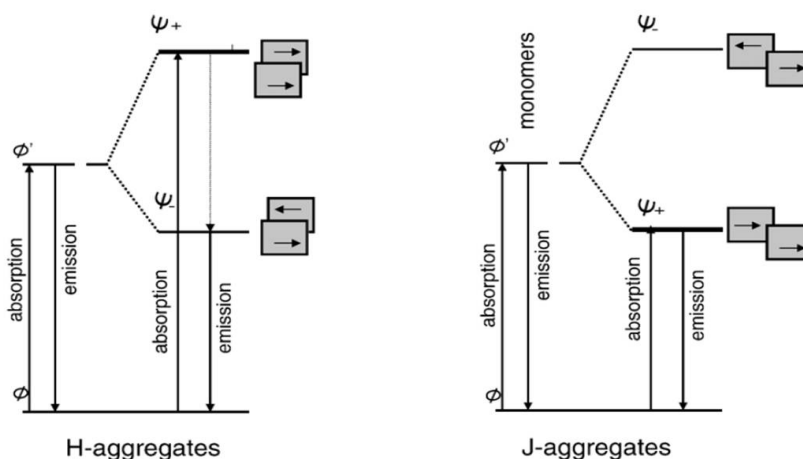 Ψ+
ϕ'
Ψ-
absorption
emission
absorption
emission
ϕ
H-aggregates
monomers
Ψ-
ϕ'
Ψ+
absorption
emission
absorption
emission
ϕ
J-aggregates